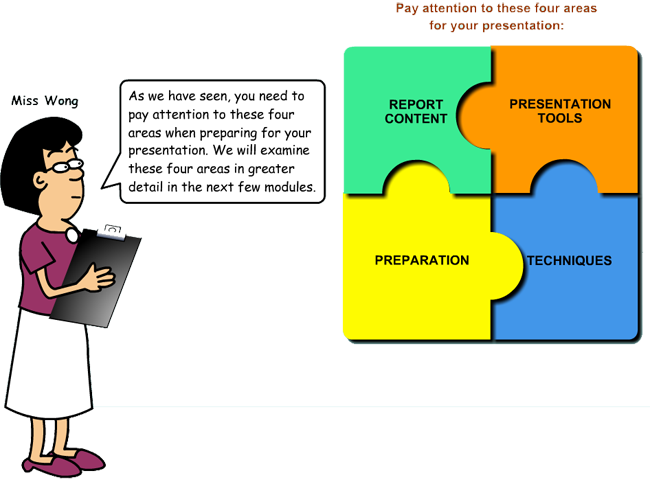 Pay attention to these four areas
for your presentation:
Miss Wong
As we have seen, you need to
pay attention to these four
areas when preparing for your
presentation. We will examine
these four areas in greater
detail in the next few modules.
REPORT
CONTENT
PRESENTATION
TOOLS
PREPARATION
TECHNIQUES